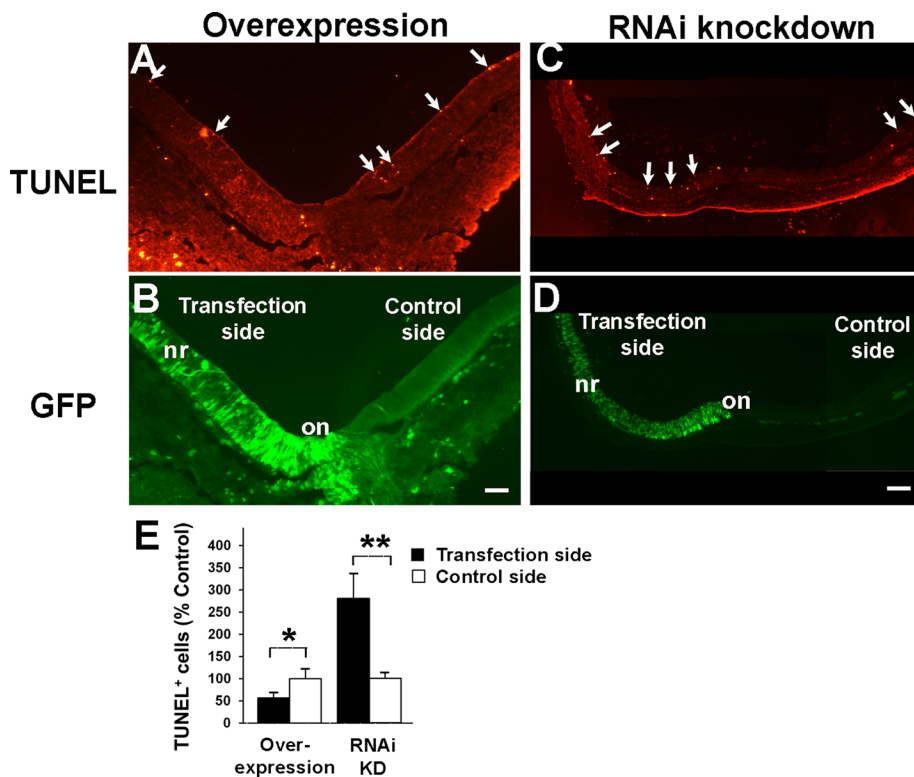 Overexpression
RNAi knockdown
A
C
TUNEL
B
Transfection
side
Control
side
nr
on
D
Transfection
side
Control
side
nr
on
GFP
E
TUNEL+ cells (% Control)
400
350
300
250
200
150
100
50
0
*
**
Transfection side
Control side
Over-
expression
RNAi
KD